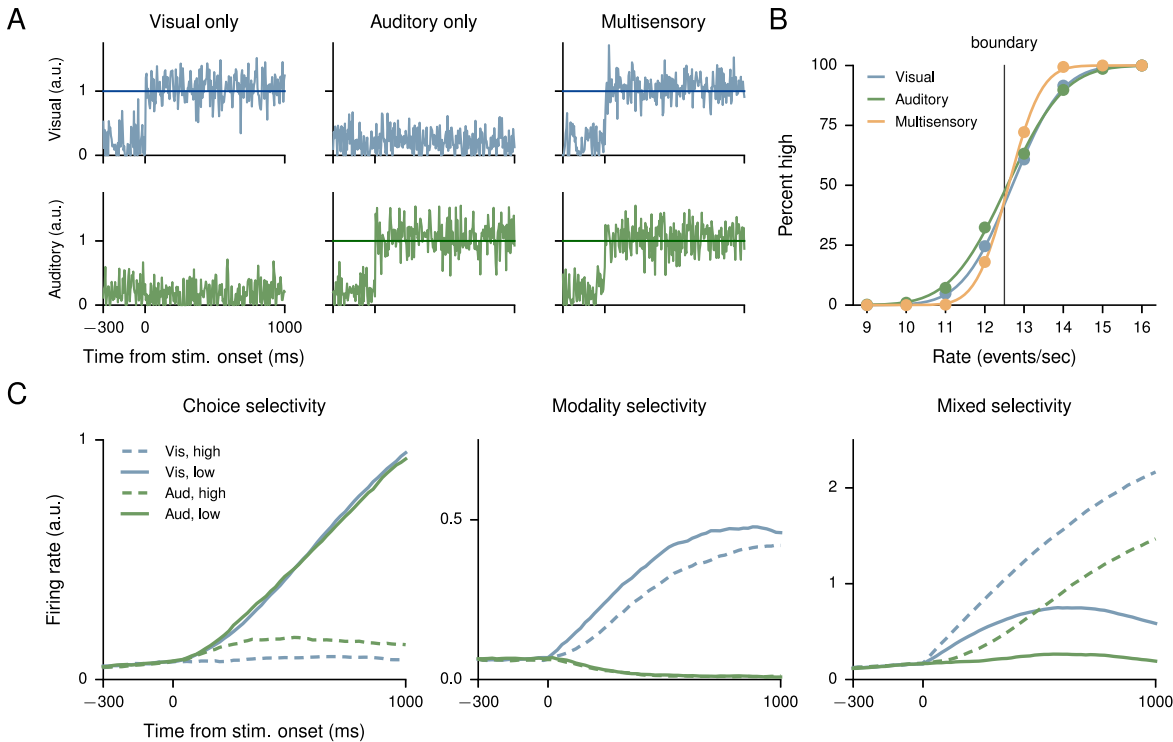 A
Visual only
Auditory only
Multisensory
Visual (a.u.)
1
0
Auditory (a.u.)
1
0
−300
0
1000
Time from stim. onset (ms)
B
boundary
Percent high
100
75
50
25
0
Visual
Auditory
Multisensory
9
10
11
12
13
14
15
16
Rate (events/sec)
C
Choice selectivity
Firing rate (a.u.)
1
0
Vis, high
Vis, low
Aud, high
Aud, low
−300
0
1000
Time from stim. onset (ms)
Modality selectivity
0.5
0.0
−300
0
1000
Mixed selectivity
2
1
0
−300
0
1000